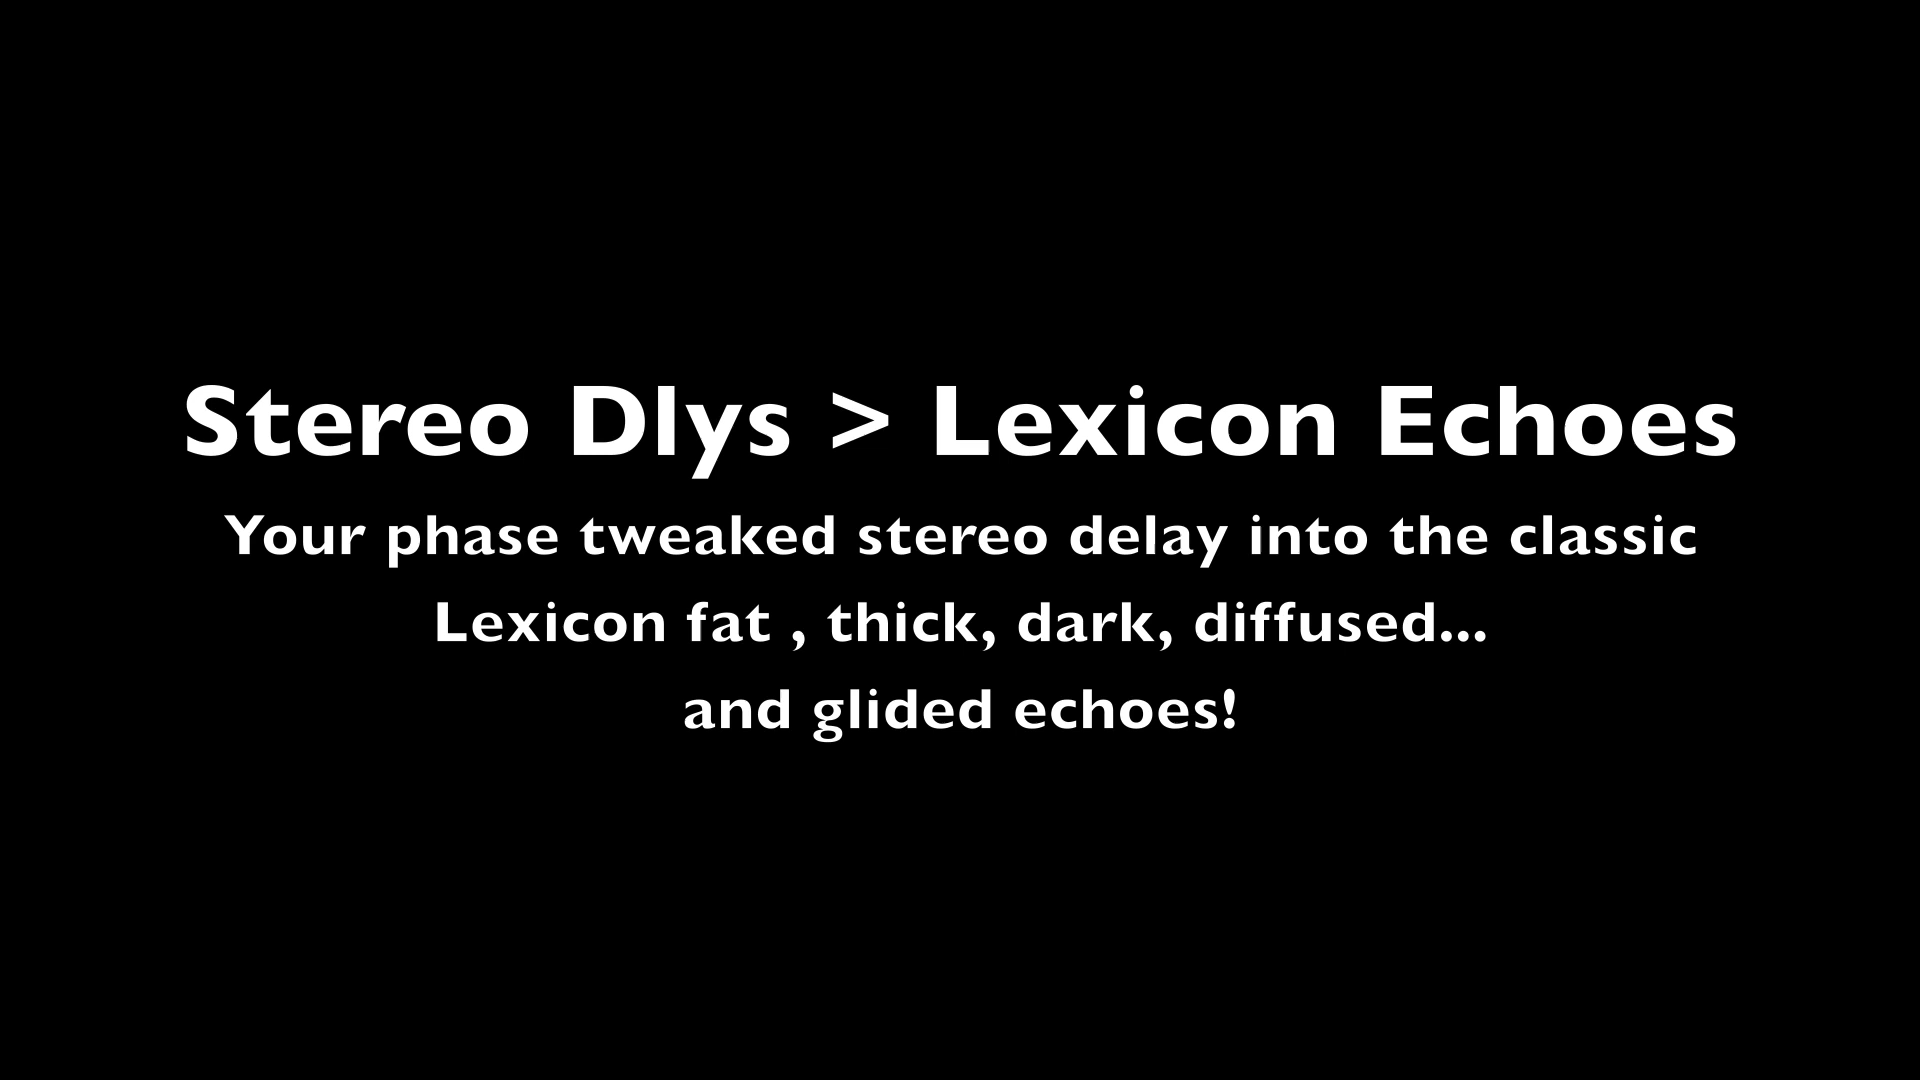 Stereo Dlys > Lexicon Echoes
Your phase tweaked stereo delay into the classic
Lexicon fat , thick, dark, diffused...
and glided echoes!